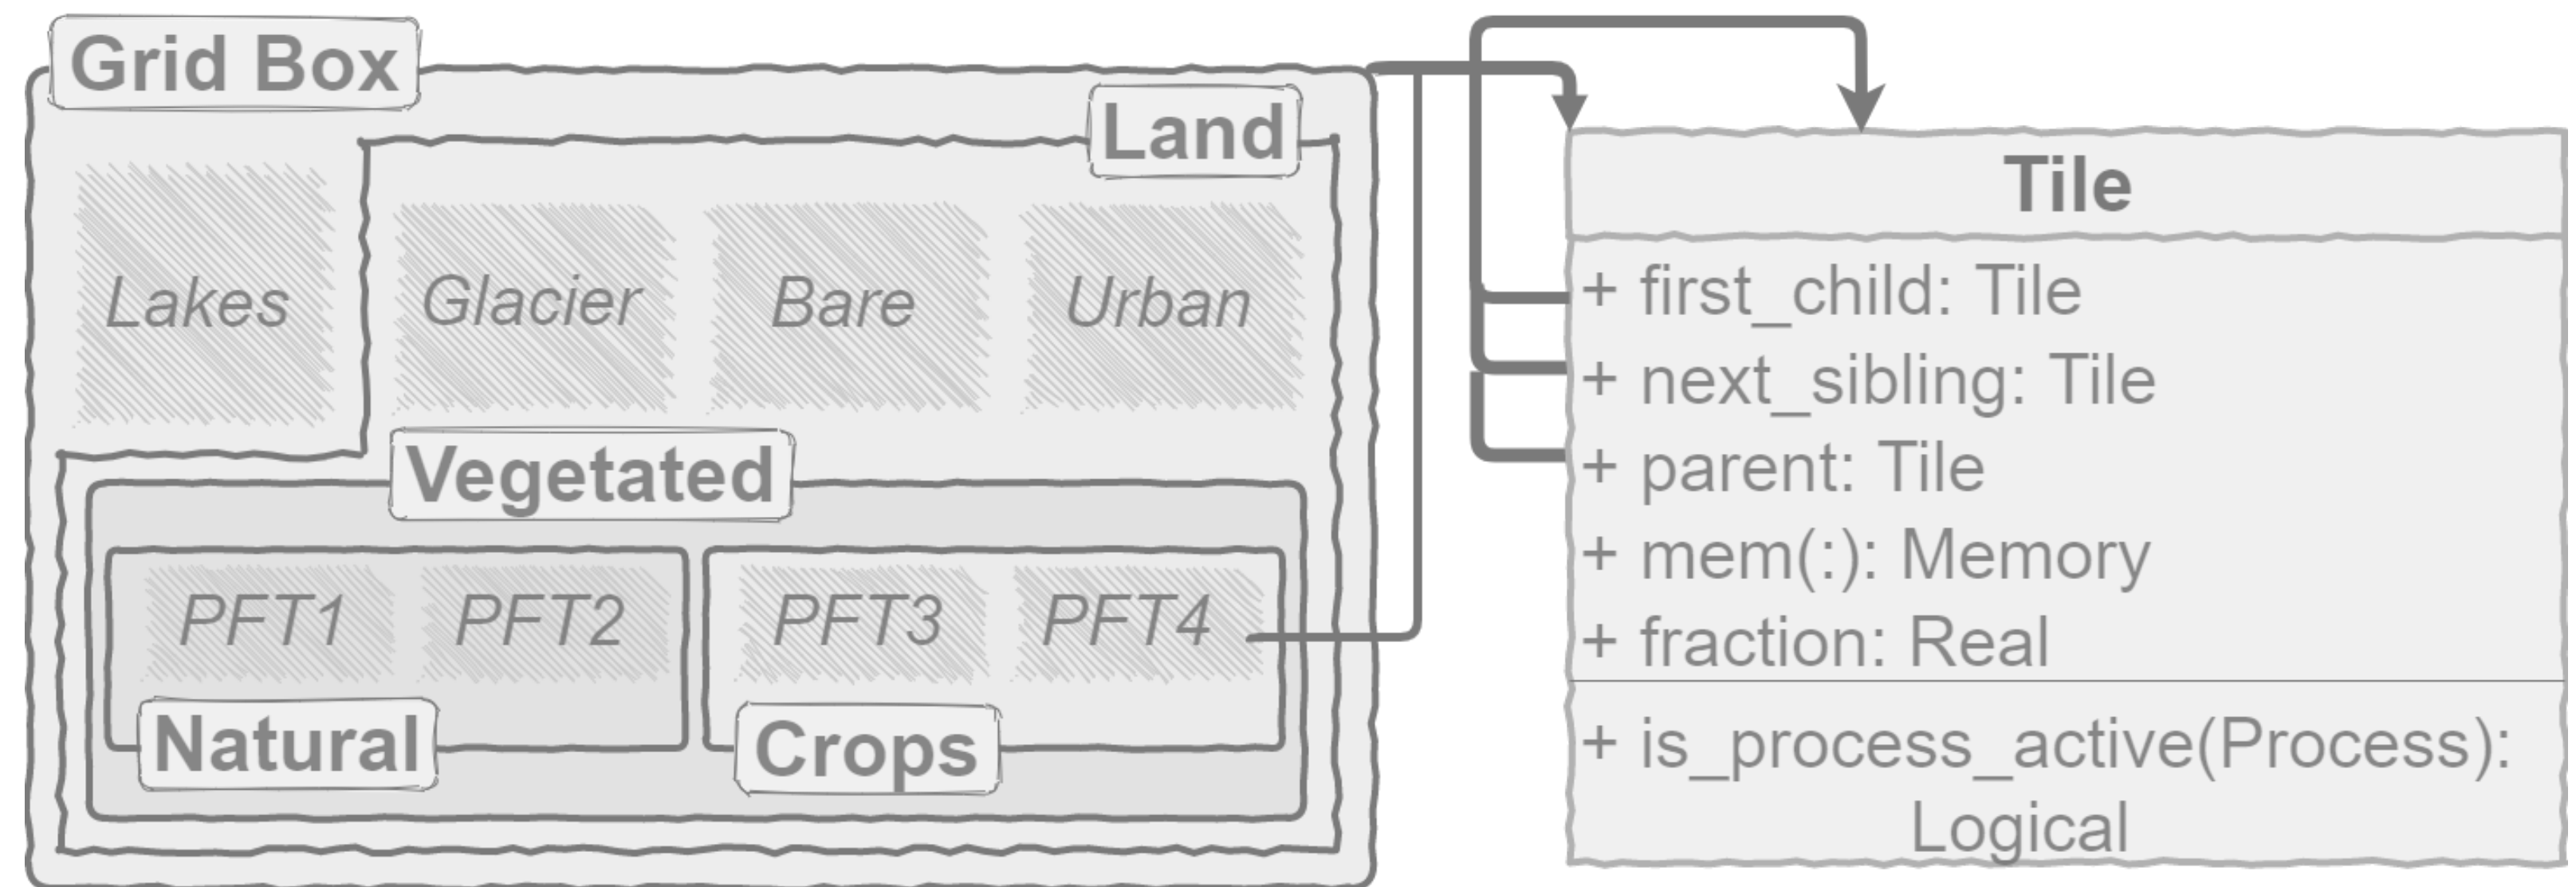 Grid Box
Land
Lakes
Glacier
Bare
Urban
Vegetated
PFT1
PFT2
PFT3
PFT4
Natural
Crops
Tile
+ first_child: Tile
+ next_sibling: Tile
+ parent: Tile
+ mem(:): Memory
+ fraction: Real
+ is_process_active(Process):
Logical